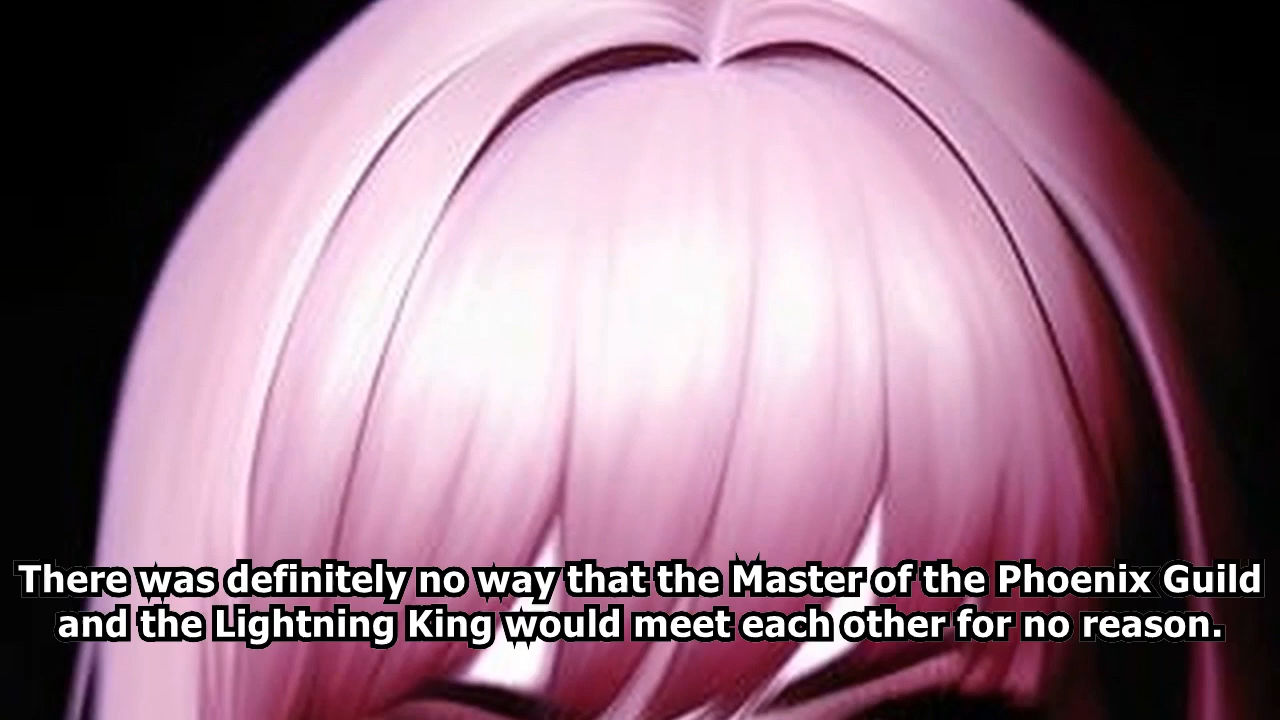 There was definitely no way that the Master of the Phoenix Guild
and the Lightning King would meet each other for no reason.